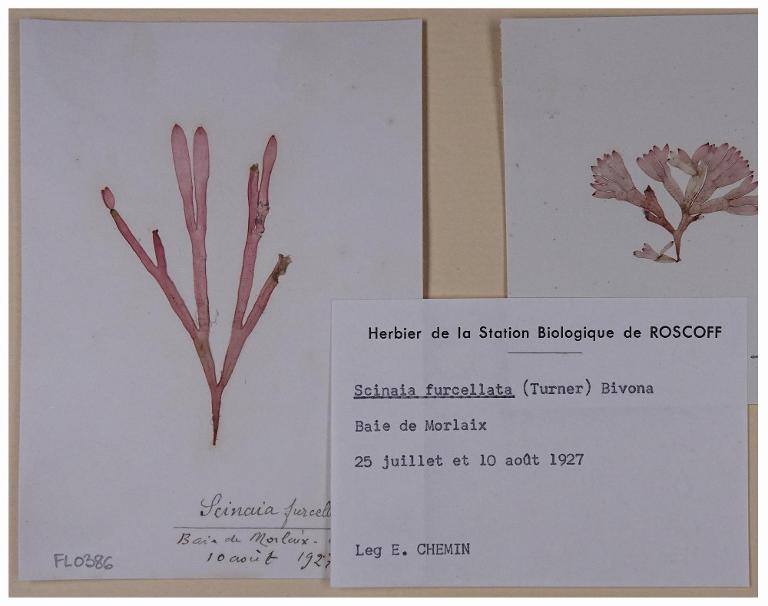 Scinaia
Baie de Morlaix.
10 août 1927
FL0386
Herbier de la Station Biologique de ROSCOFF
Scinaia furcellata (Turner) Bivona
Baie de Morlaix
25 juillet et 10 août 1927
Leg E. CHEMIN